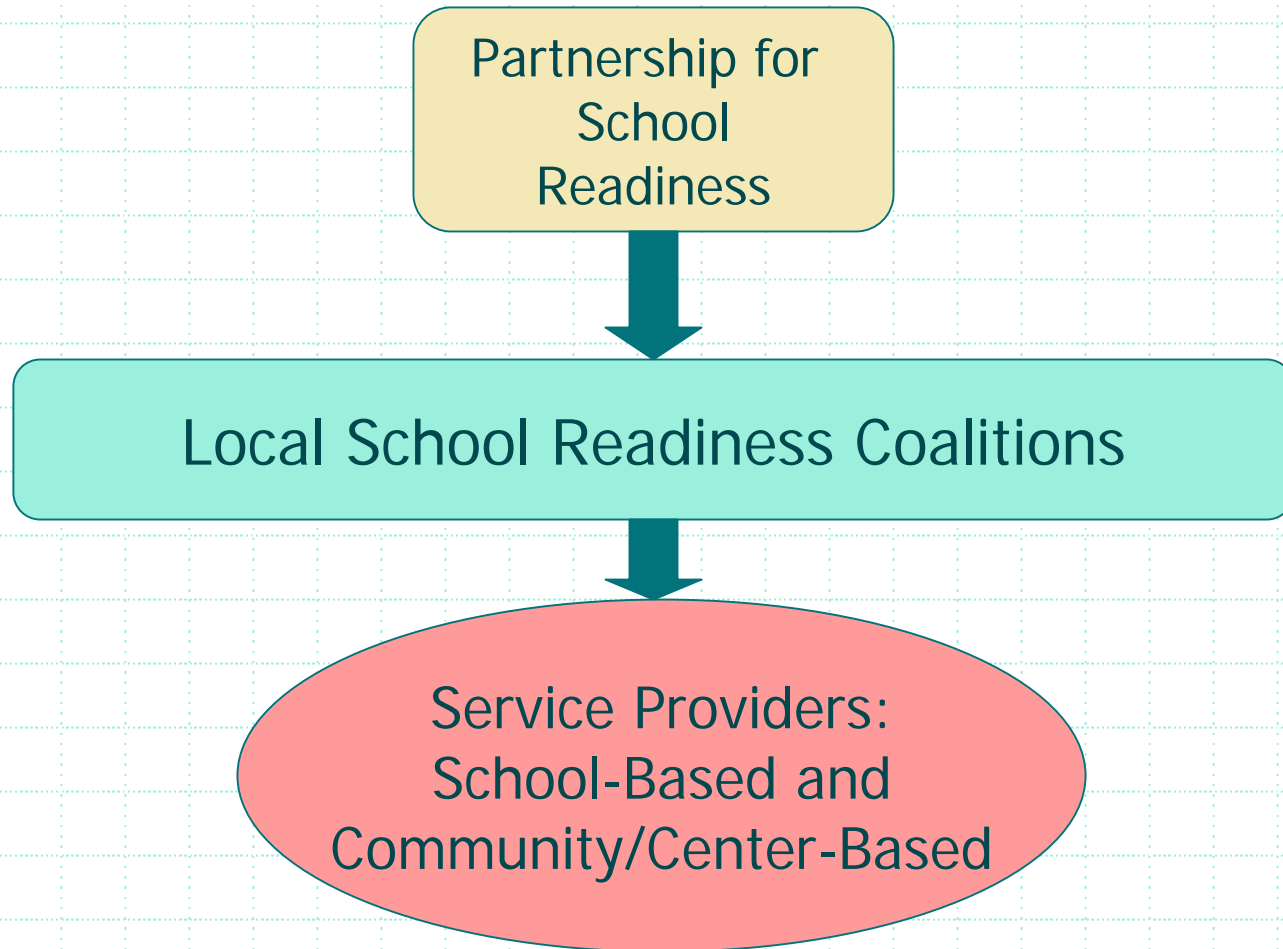 Partnership for
School
Readiness
Local School Readiness Coalitions
Service Providers:
School-Based and
Community/Center-Based